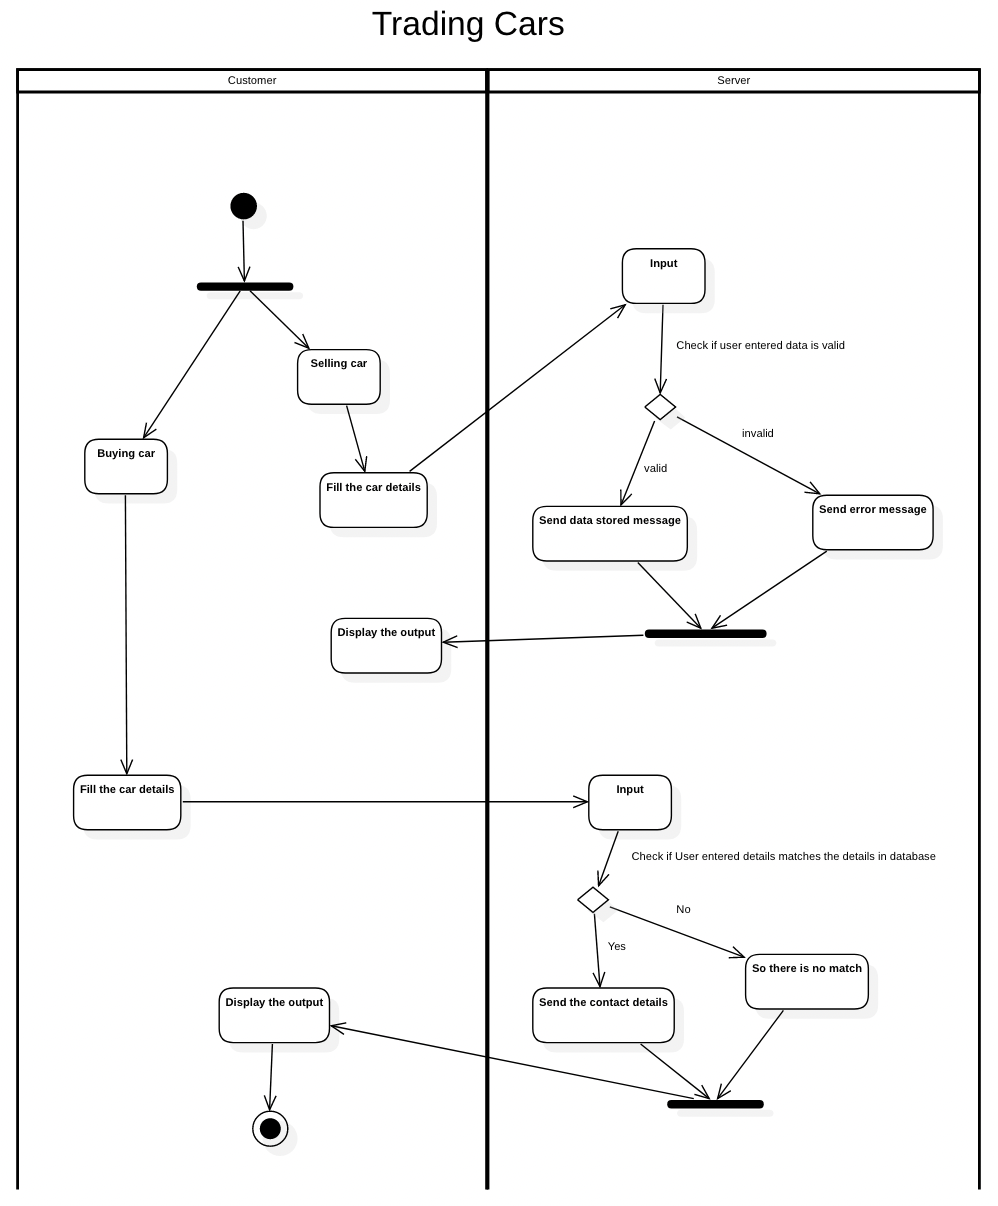 Trading Cars
Customer
Server
Input
Check if user entered data is valid
Selling car
invalid
Buying car
valid
Fill the car details
Send data stored message
Send error message
Display the output
Fill the car details
Input
Check if User entered details matches the details in database
No
Yes
So there is no match
Display the output
Send the contact details